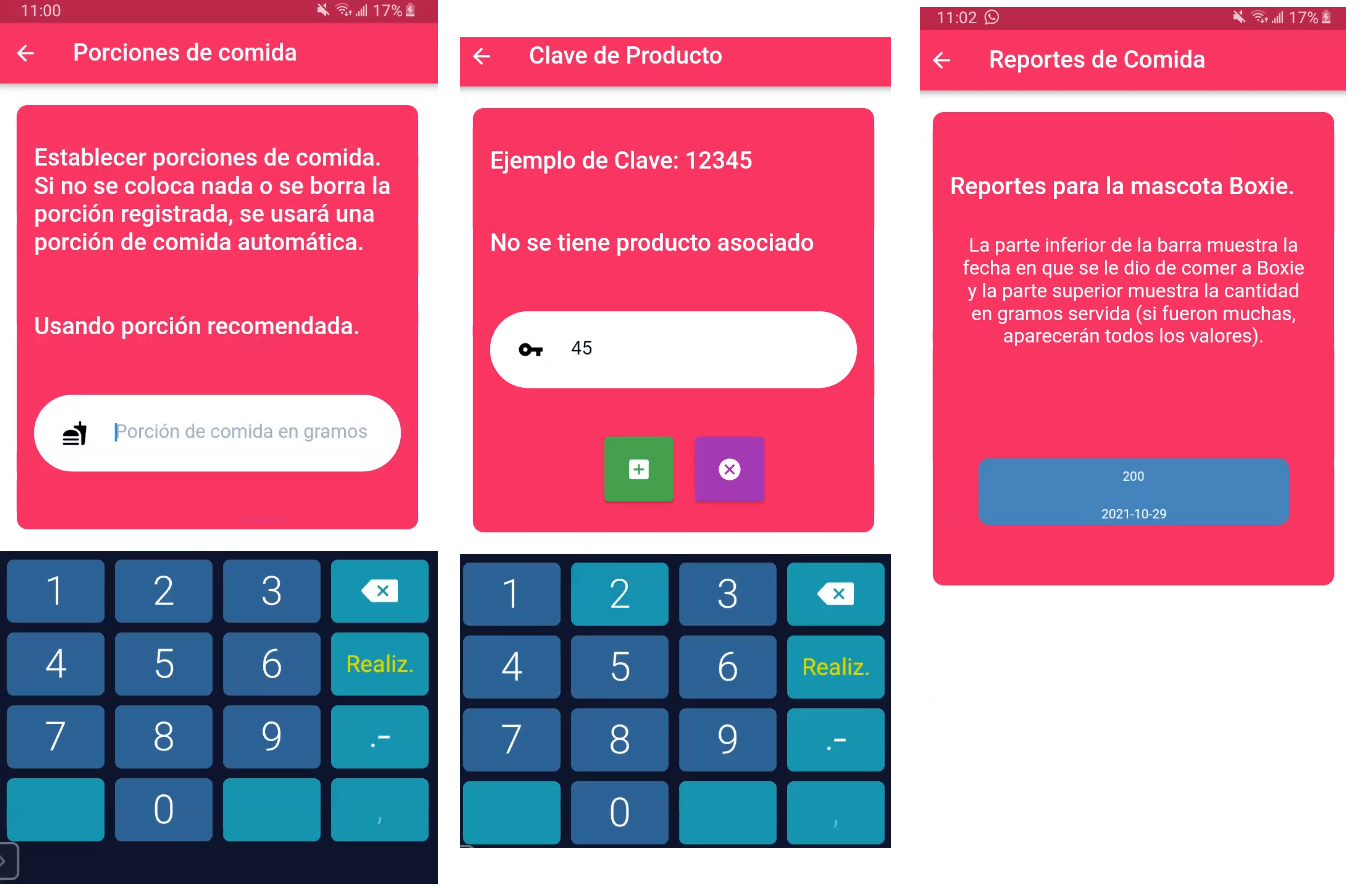 11:00
17%
Porciones de comida
Establecer porciones de comida.
Si no se coloca nada o se borra la
porción registrada, se usará una
porción de comida automática.
Usando porción recomendada.
Porción de comida en gramos
1 2 3
4 5 6 Realiz.
7 8 9 .-
0 ,
Clave de Producto
Ejemplo de Clave: 12345
No se tiene producto asociado
45
1 2 3
4 5 6 Realiz.
7 8 9 .-
0 ,
11:02
17%
Reportes de Comida
Reportes para la mascota Boxie.
La parte inferior de la barra muestra la
fecha en que se le dio de comer a Boxie
y la parte superior muestra la cantidad
en gramos servida (si fueron muchas,
aparecerán todos los valores).
200
2021-10-29